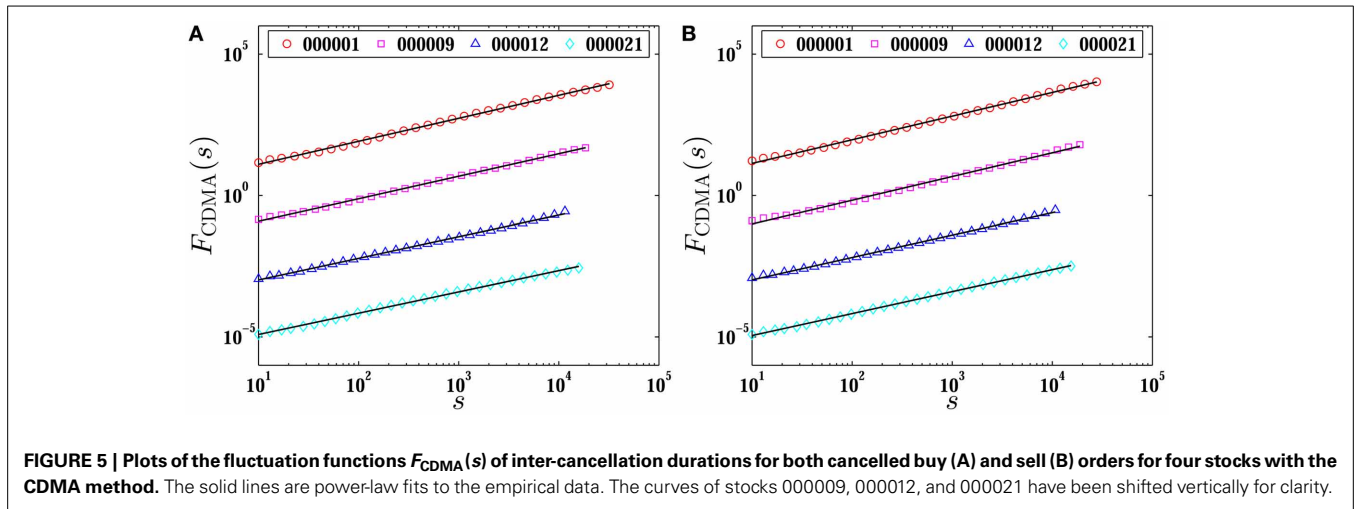 A
000001 000009 000012 000021
10^5
10^0
10^-5
F_CDMA(s)
10^1 10^2 10^3 10^4 10^5
s
B
000001 000009 000012 000021
10^5
10^0
10^-5
F_CDMA(s)
10^1 10^2 10^3 10^4 10^5
s
FIGURE 5 | Plots of the fluctuation functions F_CDMA(s) of inter-cancellation durations for both cancelled buy (A) and sell (B) orders for four stocks with the
CDMA method. The solid lines are power-law fits to the empirical data. The curves of stocks 000009, 000012, and 000021 have been shifted vertically for clarity.